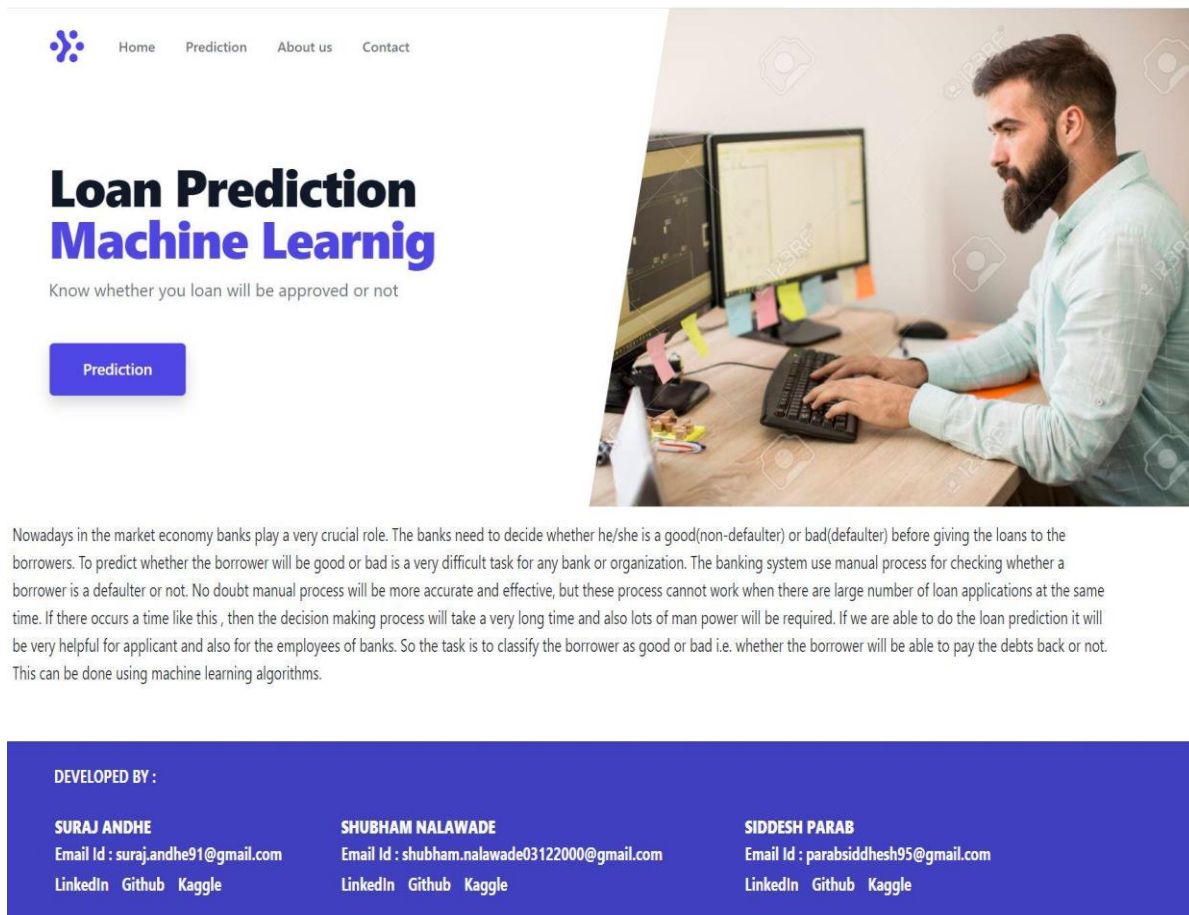 Home Prediction About us Contact
Loan Prediction
Machine Learnig
Know whether you loan will be approved or not
Prediction
123RF
123RF
123RF
123RF
123RF
Nowadays in the market economy banks play a very crucial role. The banks need to decide whether he/she is a good(non-defaulter) or bad(defaulter) before giving the loans to the
borrowers. To predict whether the borrower will be good or bad is a very difficult task for any bank or organization. The banking system use manual process for checking whether a
borrower is a defaulter or not. No doubt manual process will be more accurate and effective, but these process cannot work when there are large number of loan applications at the same
time. If there occurs a time like this , then the decision making process will take a very long time and also lots of man power will be required. If we are able to do the loan prediction it will
be very helpful for applicant and also for the employees of banks. So the task is to classify the borrower as good or bad i.e. whether the borrower will be able to pay the debts back or not.
This can be done using machine learning algorithms.
DEVELOPED BY :
SURAJ ANDHE SHUBHAM NALAWADE SIDDESH PARAB
Email Id : suraj.andhe91@gmail.com Email Id : shubham.nalawade03122000@gmail.com Email Id : parabsiddhesh95@gmail.com
LinkedIn Github Kaggle LinkedIn Github Kaggle LinkedIn Github Kaggle